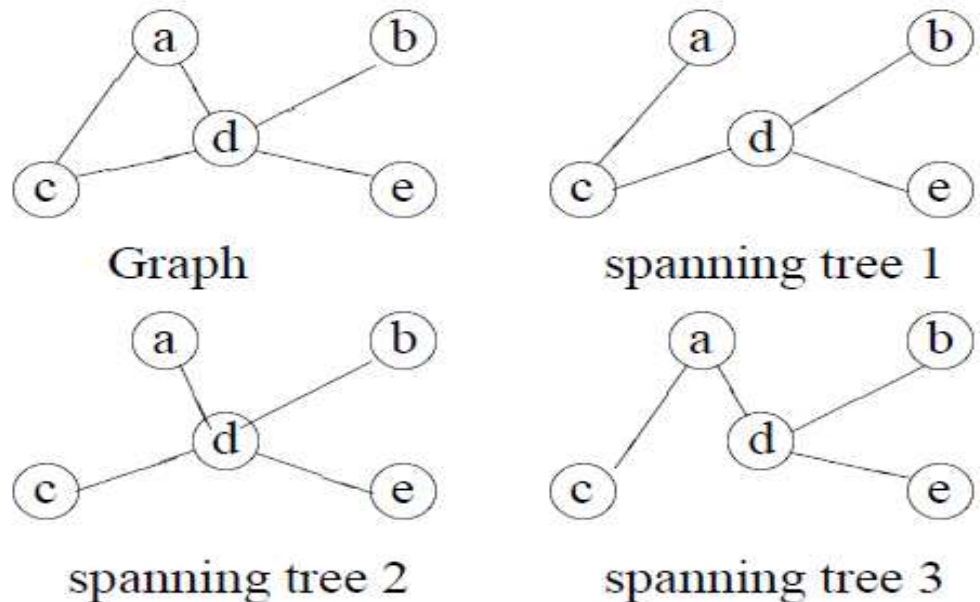 a b a b
d d
c e c e
Graph spanning tree 1
a b a b
d d
c e c e
spanning tree 2 spanning tree 3